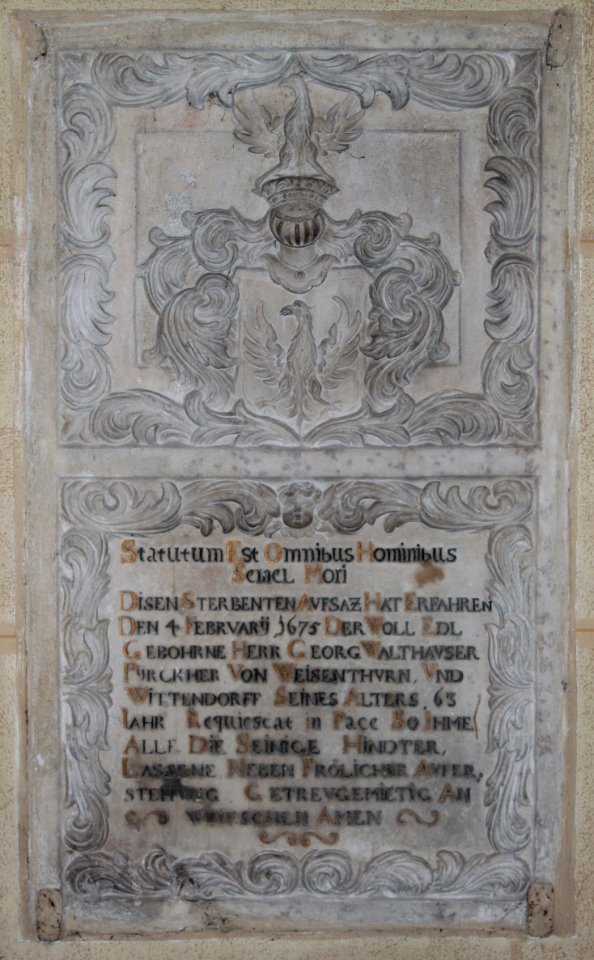 Statutum Est Omnibus Hominibus
Semel Mori
Disen Sterbenten Aufsaz Hat Erfahren
Den 4 Februarÿ 1675 Der Woll Edl
Gebohrne Herr Georg Walthauser
Pürckher Von Weisenthurn Und
Wittendorff Seines Alters 63
Iahr Requiescat in Pace So Ihme
Alle Die Seinige Hindter,
Lassene Neben Frölicher Aufer,
stehung Getreugemietig An
Wüntschen Amen